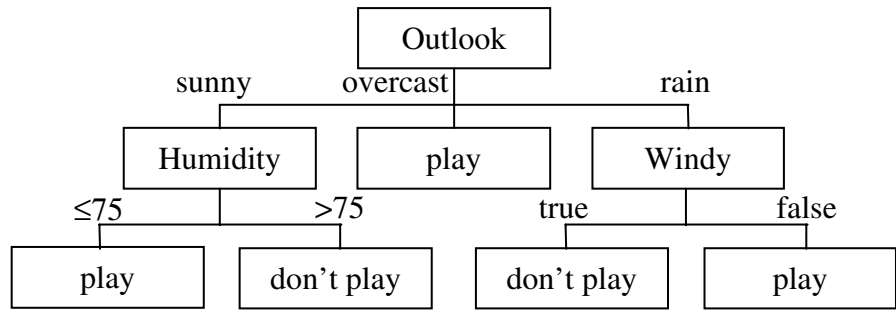 Outlook
sunny overcast rain
Humidity play Windy
≤75 >75 true false
play don’t play don’t play play